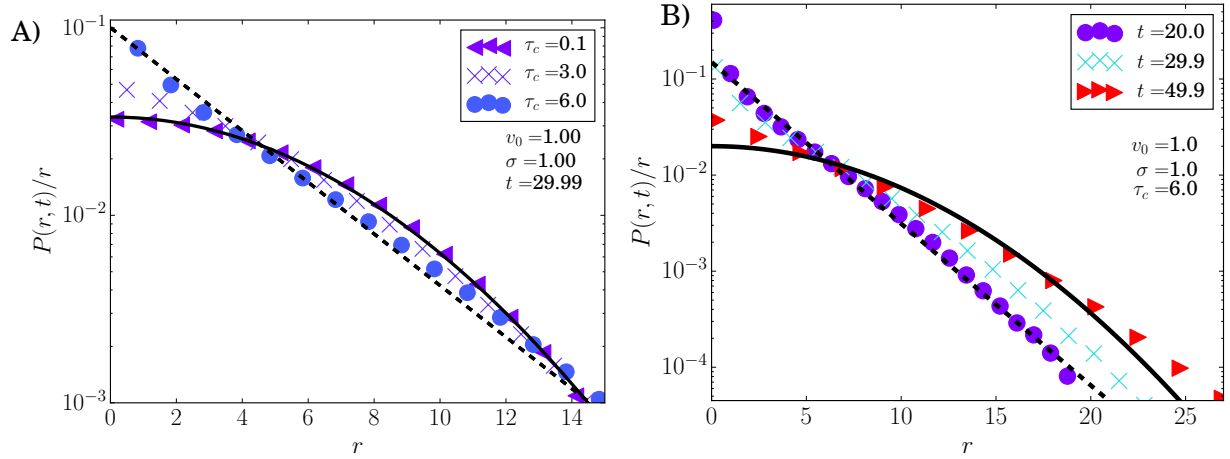 A)
10^{-1}
10^{-2}
10^{-3}
P(r,t)/r
0 2 4 6 8 10 12 14
r
τ_c =0.1
τ_c =3.0
τ_c =6.0
v_0 =1.00
σ =1.00
t =29.99
B)
10^{-1}
10^{-2}
10^{-3}
10^{-4}
P(r,t)/r
0 5 10 15 20 25
r
t =20.0
t =29.9
t =49.9
v_0 =1.0
σ =1.0
τ_c =6.0